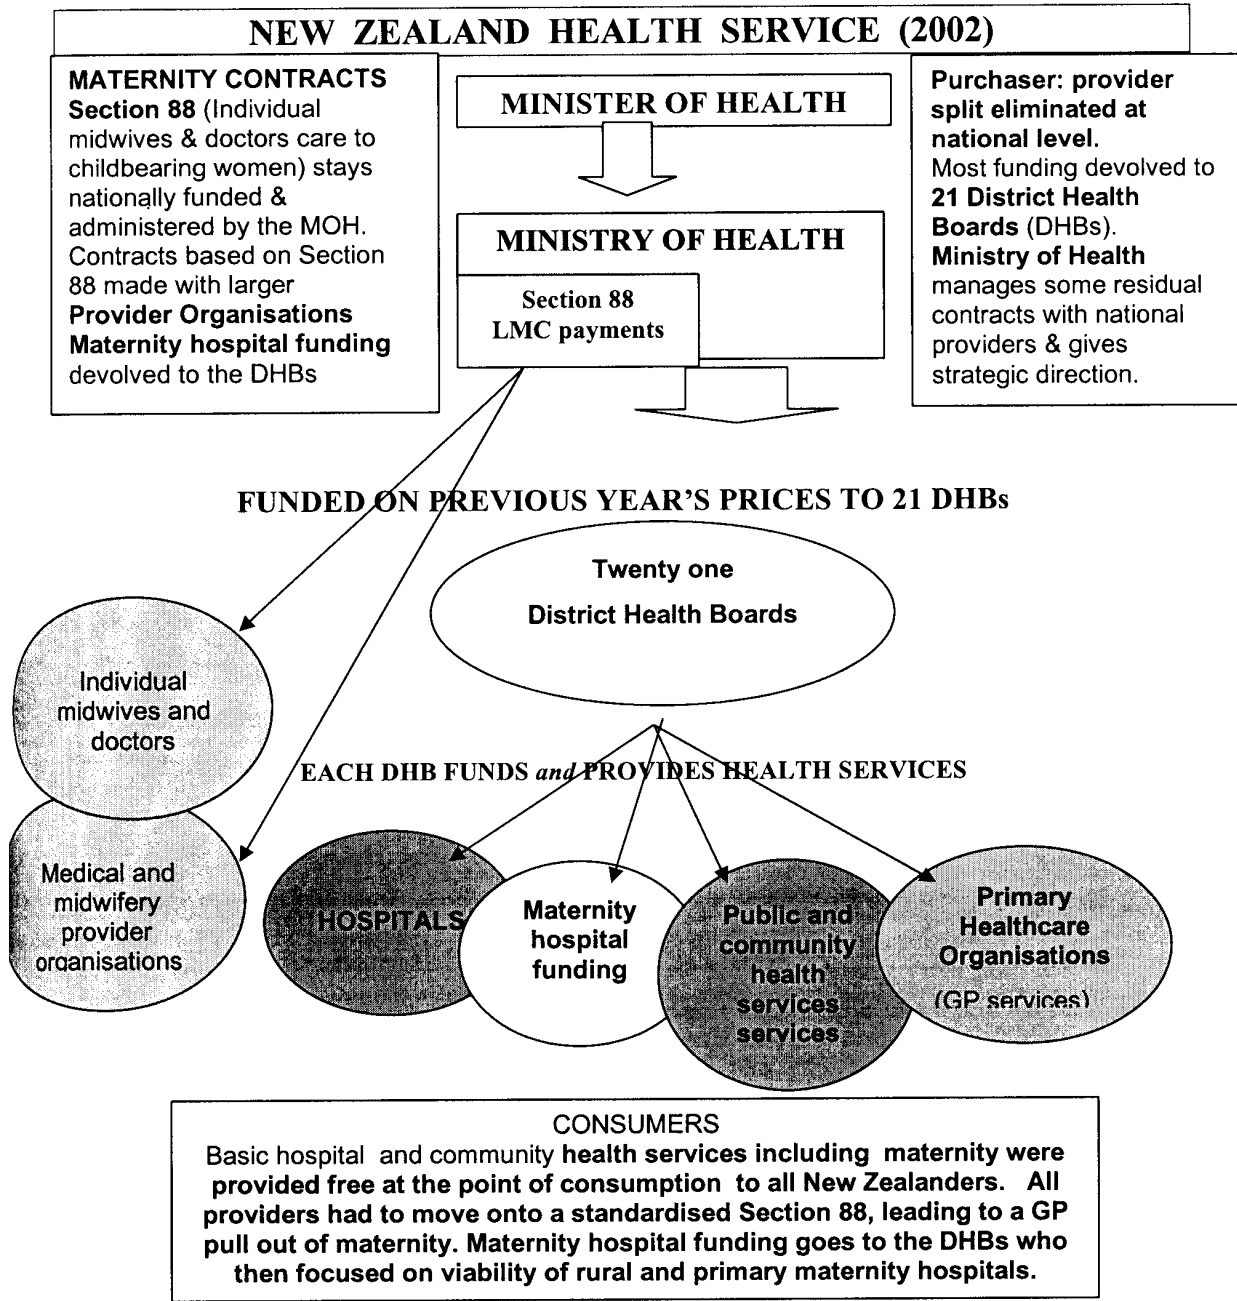 NEW ZEALAND HEALTH SERVICE (2002)
MATERNITY CONTRACTS
Section 88 (Individual
midwives & doctors care to
childbearing women) stays
nationally funded &
administered by the MOH.
Contracts based on Section
88 made with larger
Provider Organisations
Maternity hospital funding
devolved to the DHBs
MINISTER OF HEALTH
MINISTRY OF HEALTH
Section 88
LMC payments
Purchaser: provider
split eliminated at
national level.
Most funding devolved to
21 District Health
Boards (DHBs).
Ministry of Health
manages some residual
contracts with national
providers & gives
strategic direction.
FUNDED ON PREVIOUS YEAR'S PRICES TO 21 DHBs
Twenty one
District Health Boards
Individual
midwives and
doctors
EACH DHB FUNDS and PROVIDES HEALTH SERVICES
Medical and
midwifery
provider
organisations
HOSPITALS
Maternity
hospital
funding
Public and
community
health
services
services
Primary
Healthcare
Organisations
(GP services)
CONSUMERS
Basic hospital and community health services including maternity were
provided free at the point of consumption to all New Zealanders. All
providers had to move onto a standardised Section 88, leading to a GP
pull out of maternity. Maternity hospital funding goes to the DHBs who
then focused on viability of rural and primary maternity hospitals.